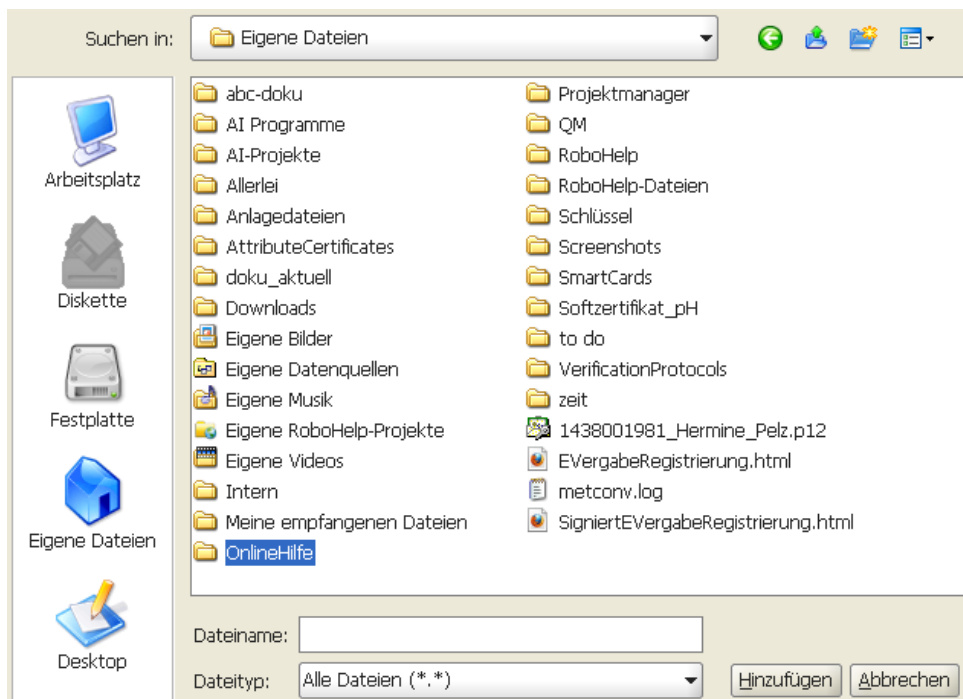 Suchen in:
Eigene Dateien
Arbeitsplatz
Diskette
Festplatte
Eigene Dateien
Desktop
abc-doku
AI Programme
AI-Projekte
Allerlei
Anlagedateien
AttributeCertificates
doku_aktuell
Downloads
Eigene Bilder
Eigene Datenquellen
Eigene Musik
Eigene RoboHelp-Projekte
Eigene Videos
Intern
Meine empfangenen Dateien
OnlineHilfe
Projektmanager
QM
RoboHelp
RoboHelp-Dateien
Schlüssel
Screenshots
SmartCards
Softzertifikat_pH
to do
VerificationProtocols
zeit
1438001981_Hermine_Pelz.p12
EVergabeRegistrierung.html
metconv.log
SigniertEVergabeRegistrierung.html
Dateiname:
Dateityp:
Alle Dateien (*.*)
Hinzufügen
Abbrechen